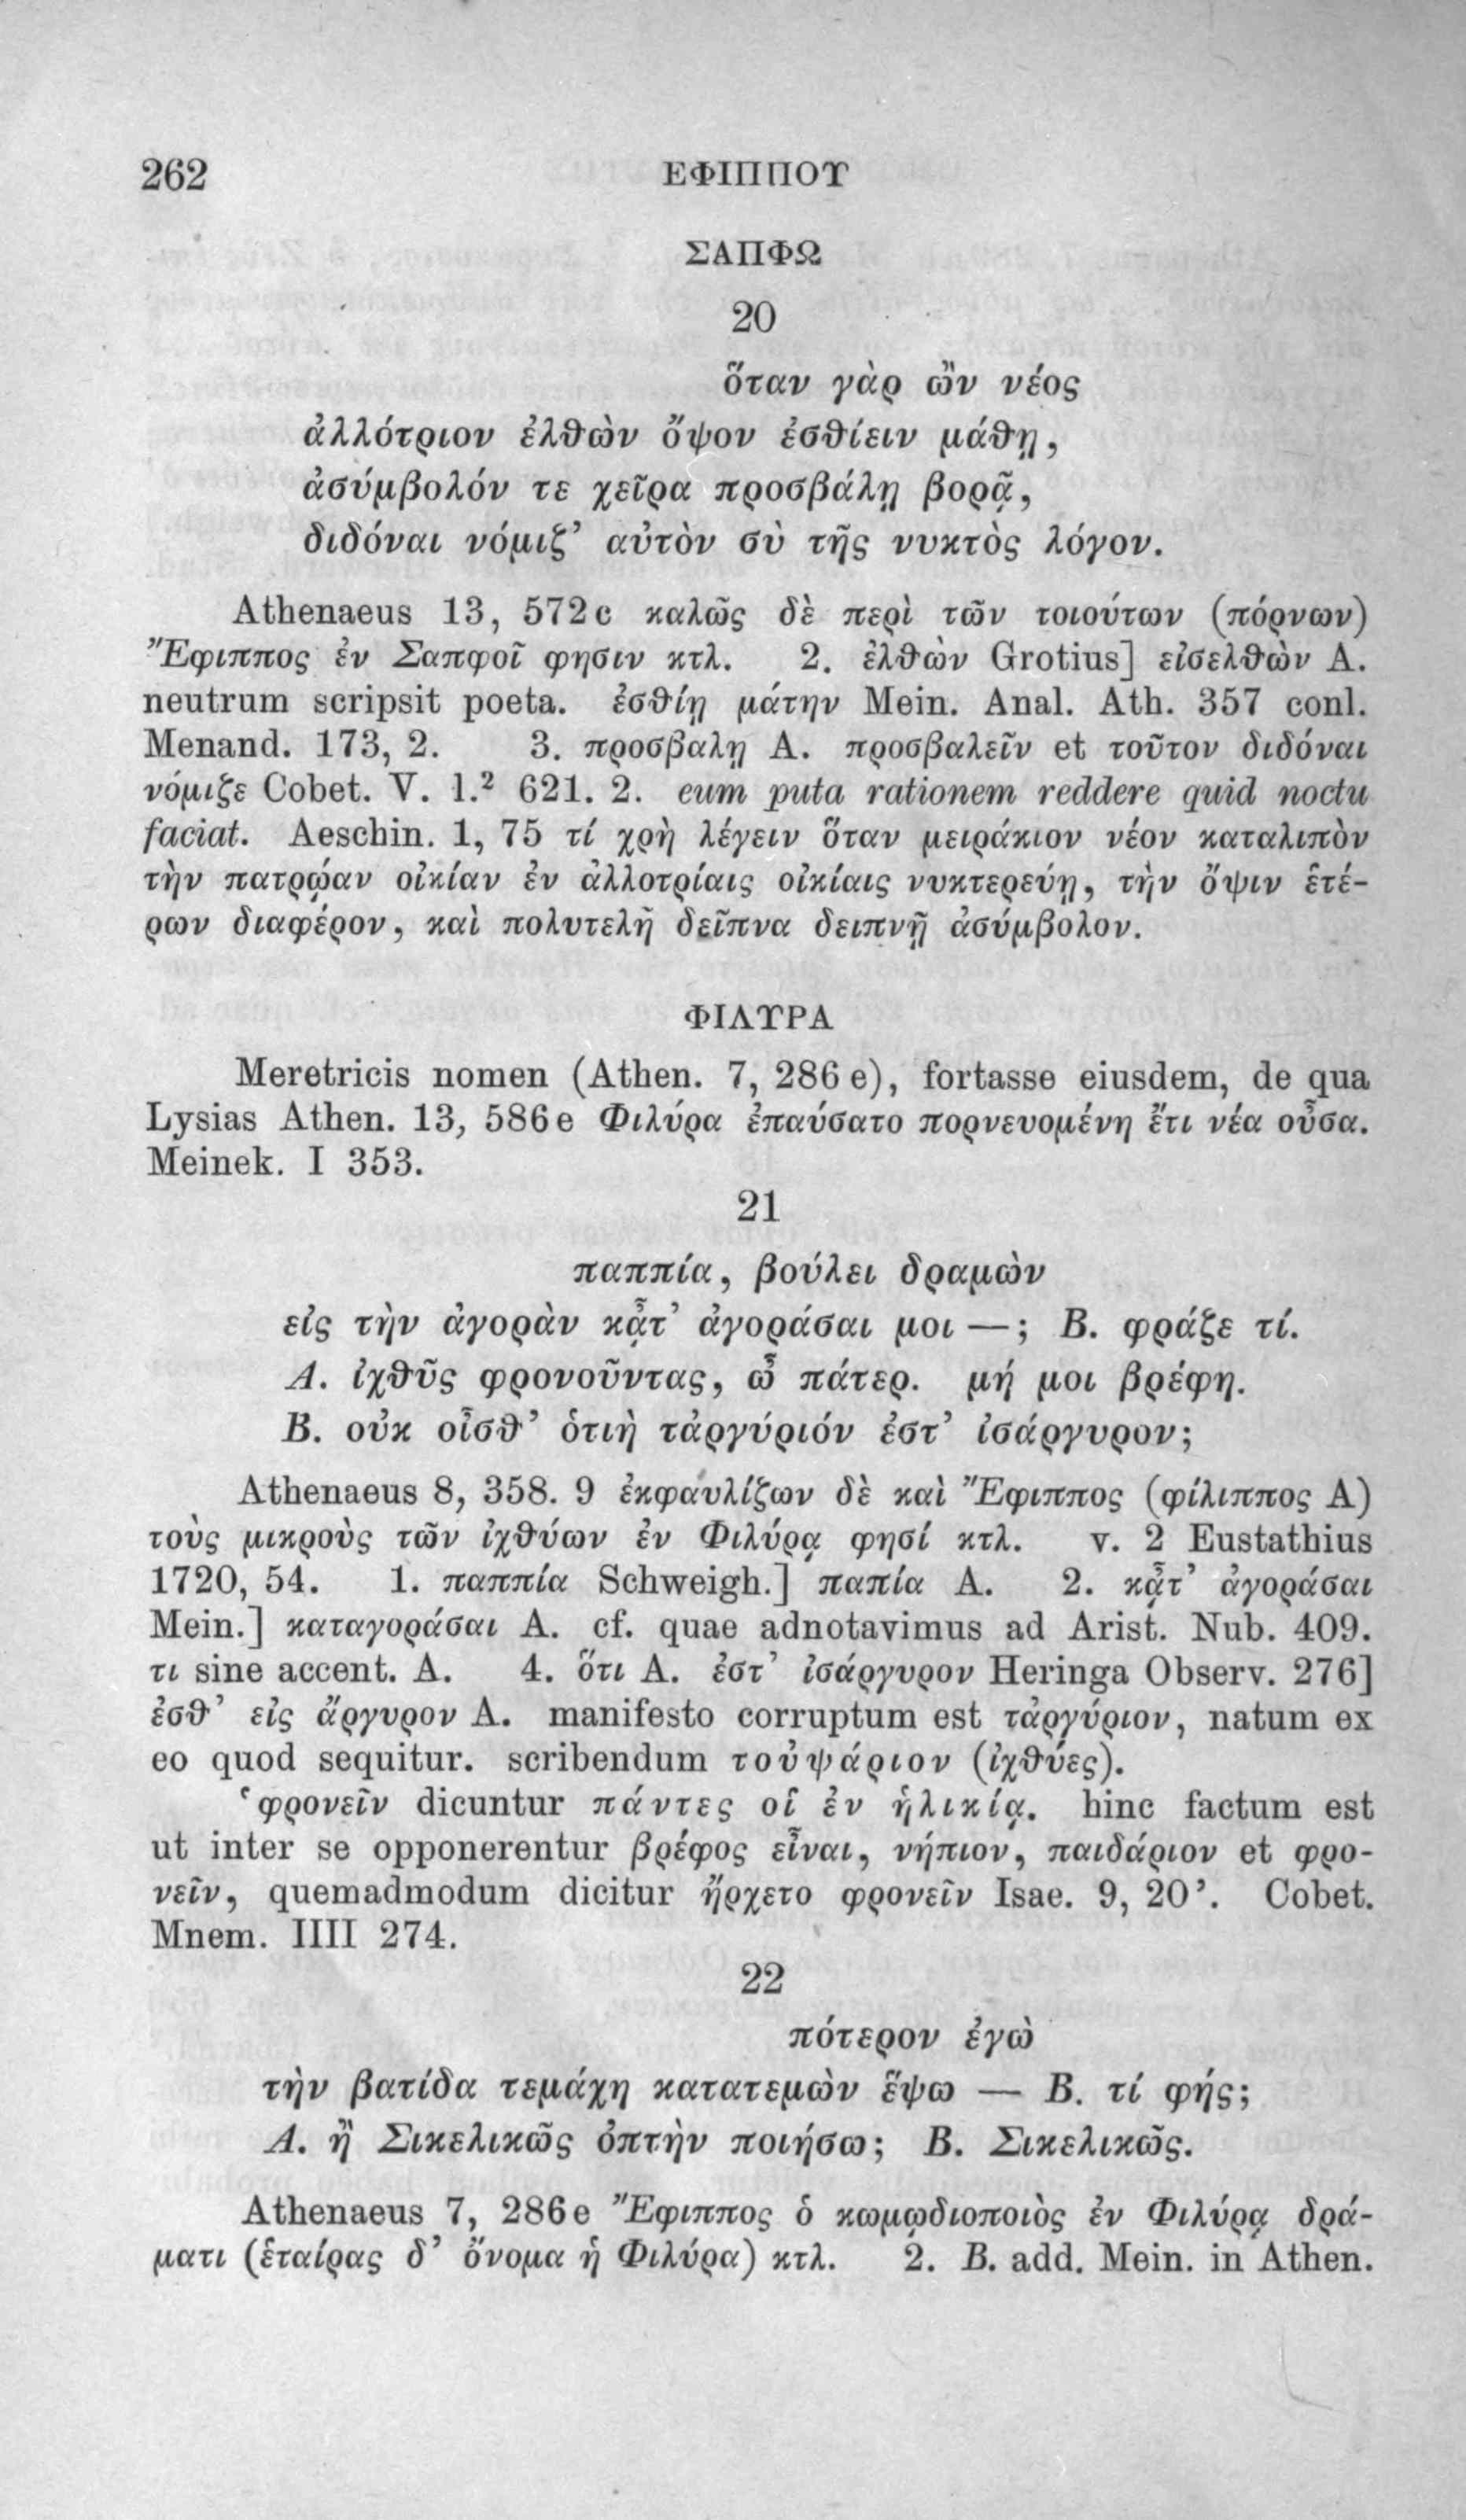 262 ΕΦΙΠΠΟΥ
ΣΑΠΦΩ
20
ὅταν γὰρ ὢν νέος
ἀλλότριον ἐλθὼν ὄψον ἐσθίειν μάθῃ,
ἀσύμβολόν τε χεῖρα προσβάλῃ βορᾷ,
διδόναι νόμιζ’ αὐτὸν σὺ τῆς νυκτὸς λόγον.
Athenaeus 13, 572c καλῶς δὲ περὶ τῶν τοιούτων (πόρνων)
Ἔφιππος ἐν Σαπφοῖ φησιν κτλ. 2. ἐλθὼν Grotius] εἰσελθὼν A.
neutrum scripsit poeta. ἐσθίῃ μάτην Mein. Anal. Ath. 357 conl.
Menand. 173, 2. 3. προσβαλῃ A. προσβαλεῖν et τοῦτον διδόναι
νόμιζε Cobet. V. l.² 621. 2. eum puta rationem reddere quid noctu
faciat. Aeschin. 1, 75 τί χρὴ λέγειν ὅταν μειράκιον νέον καταλιπὸν
τὴν πατρῴαν οἰκίαν ἐν ἀλλοτρίαις οἰκίαις νυκτερεύῃ, τὴν ὄψιν ἑτέ-
ρων διαφέρον, καὶ πολυτελῆ δεῖπνα δειπνῇ ἀσύμβολον.
ΦΙΛΥΡΑ
Meretricis nomen (Athen. 7, 286 e), fortasse eiusdem, de qua
Lysias Athen. 13, 586e Φιλύρα ἐπαύσατο πορνευομένη ἔτι νέα οὖσα.
Meinek. I 353.
21
παππία, βούλει δραμὼν
εἰς τὴν ἀγορὰν κᾆτ’ ἀγοράσαι μοι —; B. φράζε τί.
A. ἰχθῦς φρονοῦντας, ὦ πάτερ. μή μοι βρέφη.
B. οὐκ οἶσθ’ ὁτιὴ τἀργύριόν ἐστ’ ἰσάργυρον;
Athenaeus 8, 358. 9 ἐκφαυλίζων δὲ καὶ Ἔφιππος (φίλιππος A)
τοὺς μικροὺς τῶν ἰχθύων ἐν Φιλύρᾳ φησί κτλ. v. 2 Eustathius
1720, 54. 1. παππία Schweigh.] παπία A. 2. κᾆτ’ ἀγοράσαι
Mein.] καταγοράσαι A. cf. quae adnotavimus ad Arist. Nub. 409.
τι sine accent. A. 4. ὅτι A. ἐστ’ ἰσάργυρον Heringa Observ. 276]
ἐσθ’ εἰς ἄργυρον A. manifesto corruptum est τἀργύριον, natum ex
eo quod sequitur. scribendum τοὐψάριον (ἰχθύες).
‘φρονεῖν dicuntur πάντες οἱ ἐν ἡλικίᾳ. hinc factum est
ut inter se opponerentur βρέφος εἶναι, νήπιον, παιδάριον et φρο-
νεῖν, quemadmodum dicitur ἤρχετο φρονεῖν Isae. 9, 20’. Cobet.
Mnem. IIII 274.
22
πότερον ἐγὼ
τὴν βατίδα τεμάχη κατατεμὼν ἕψω — B. τί φής;
A. ἢ Σικελικῶς ὀπτὴν ποιήσω; B. Σικελικῶς.
Athenaeus 7, 286e Ἔφιππος ὁ κωμῳδιοποιὸς ἐν Φιλύρᾳ δρά-
ματι (ἑταίρας δ’ ὄνομα ἡ Φιλύρα) κτλ. 2. B. add. Mein. in Athen.